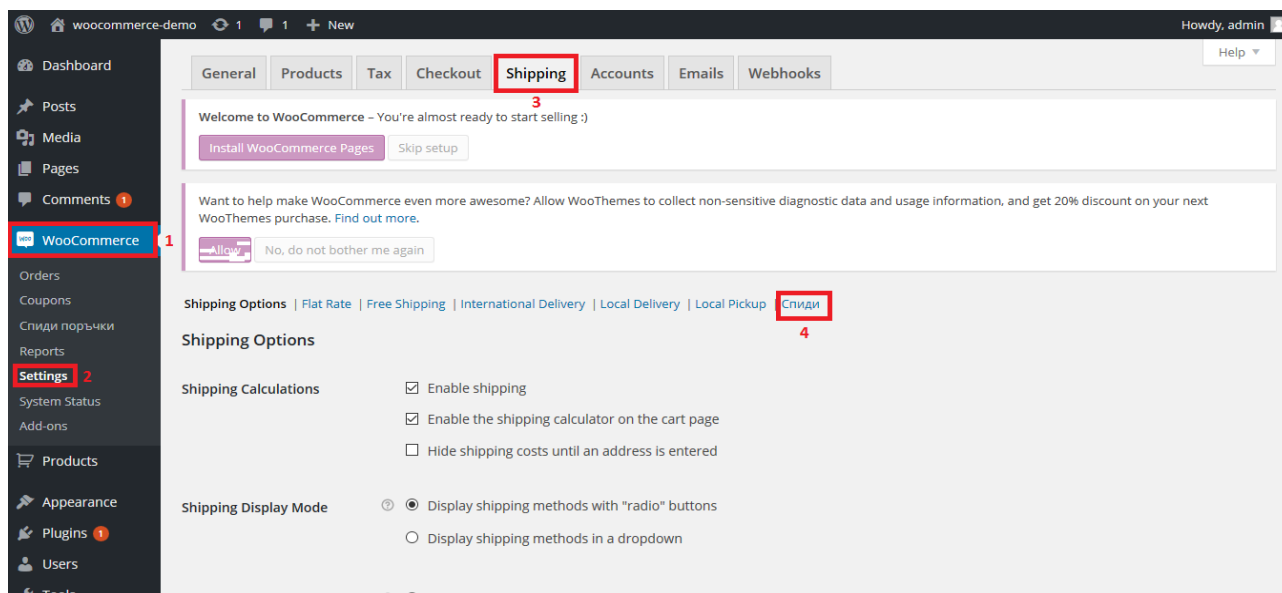 woocommerce-demo 1 1 + New Howdy, admin
Help
Dashboard
Posts
Media
Pages
Comments 1
WooCommerce 1
Orders
Coupons
Спиди поръчки
Reports
Settings 2
System Status
Add-ons
Products
Appearance
Plugins 1
Users
Tools
General Products Tax Checkout Shipping Accounts Emails Webhooks
3
Welcome to WooCommerce – You're almost ready to start selling :)
Install WooCommerce Pages Skip setup
Want to help make WooCommerce even more awesome? Allow WooThemes to collect non-sensitive diagnostic data and usage information, and get 20% discount on your next
WooThemes purchase. Find out more.
Allow No, do not bother me again
Shipping Options | Flat Rate | Free Shipping | International Delivery | Local Delivery | Local Pickup | Спиди
4
Shipping Options
Shipping Calculations Enable shipping
Enable the shipping calculator on the cart page
Hide shipping costs until an address is entered
Shipping Display Mode Display shipping methods with "radio" buttons
Display shipping methods in a dropdown